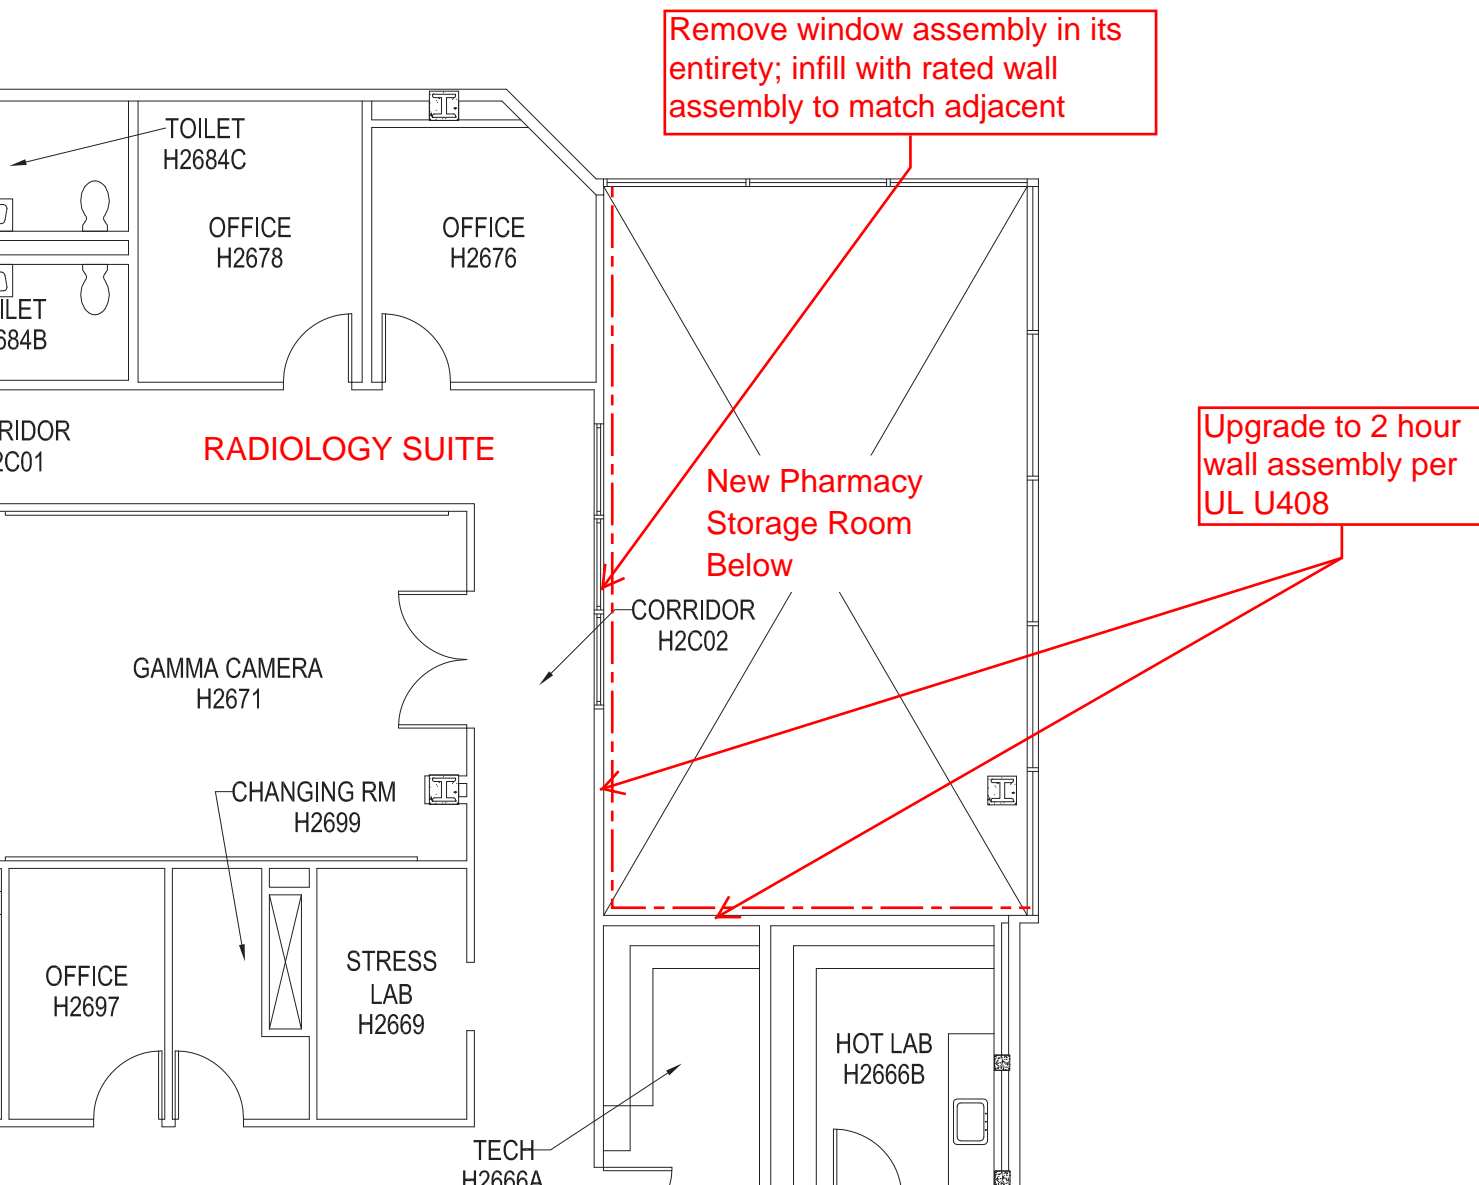 Remove window assembly in its
entirety; infill with rated wall
assembly to match adjacent
TOILET
H2684C
OFFICE
H2678
OFFICE
H2676
ILET
684B
RIDOR
2C01
RADIOLOGY SUITE
New Pharmacy
Storage Room
Below
Upgrade to 2 hour
wall assembly per
UL U408
CORRIDOR
H2C02
GAMMA CAMERA
H2671
CHANGING RM
H2699
OFFICE
H2697
STRESS
LAB
H2669
HOT LAB
H2666B
TECH
H2666A